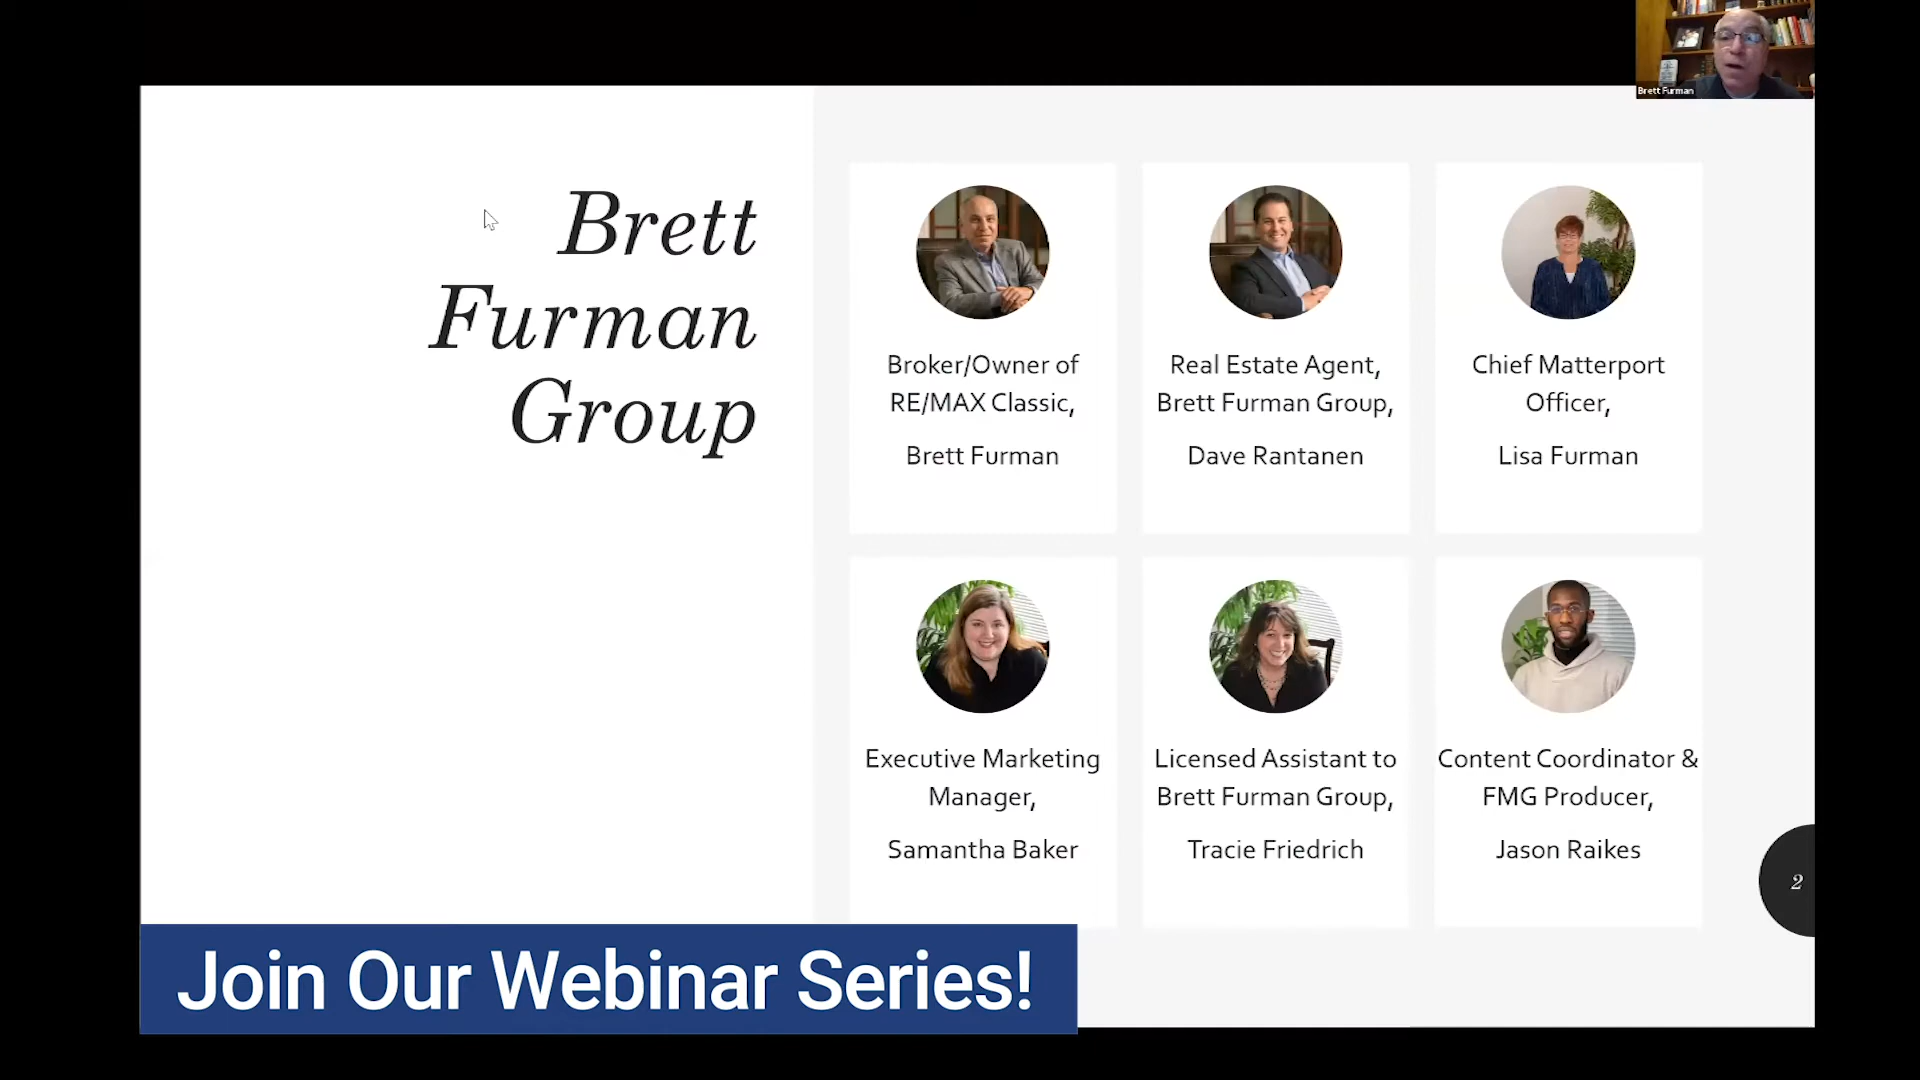 Brett Furman
Brett
Furman
Group
Broker/Owner of
RE/MAX Classic,
Brett Furman
Real Estate Agent,
Brett Furman Group,
Dave Rantanen
Chief Matterport
Officer,
Lisa Furman
Executive Marketing
Manager,
Samantha Baker
Licensed Assistant to
Brett Furman Group,
Tracie Friedrich
Content Coordinator &
FMG Producer,
Jason Raikes
2
Join Our Webinar Series!